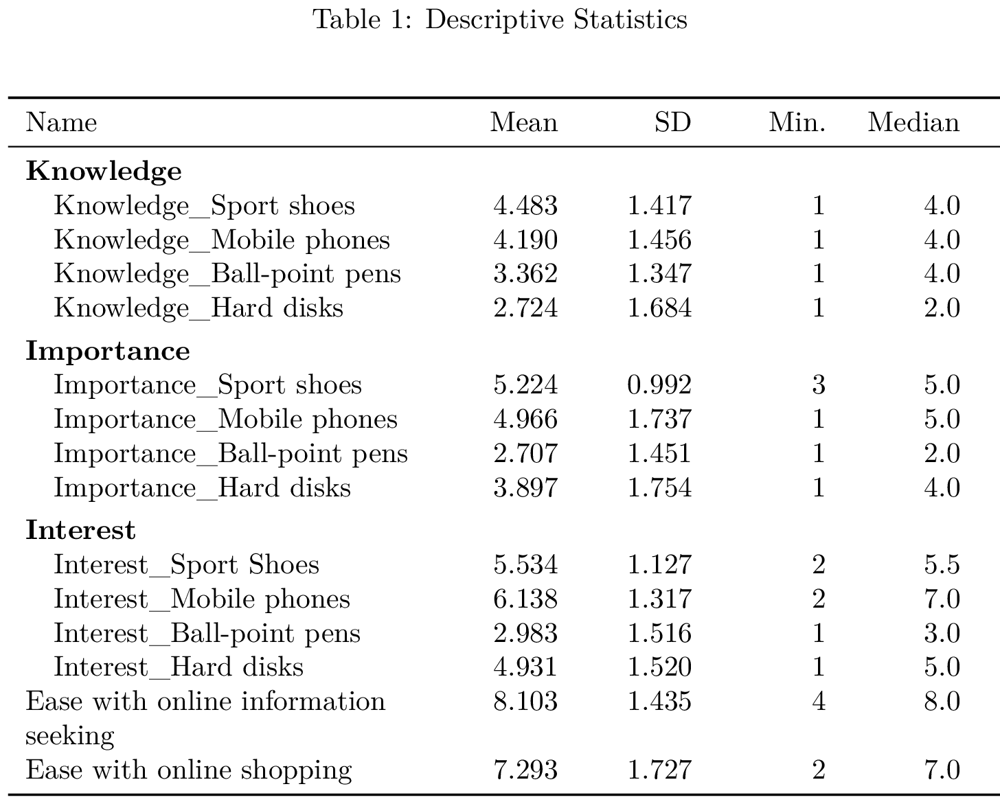 Table 1: Descriptive Statistics
Name Mean SD Min. Median
Knowledge
Knowledge_Sport shoes 4.483 1.417 1 4.0
Knowledge_Mobile phones 4.190 1.456 1 4.0
Knowledge_Ball-point pens 3.362 1.347 1 4.0
Knowledge_Hard disks 2.724 1.684 1 2.0
Importance
Importance_Sport shoes 5.224 0.992 3 5.0
Importance_Mobile phones 4.966 1.737 1 5.0
Importance_Ball-point pens 2.707 1.451 1 2.0
Importance_Hard disks 3.897 1.754 1 4.0
Interest
Interest_Sport Shoes 5.534 1.127 2 5.5
Interest_Mobile phones 6.138 1.317 2 7.0
Interest_Ball-point pens 2.983 1.516 1 3.0
Interest_Hard disks 4.931 1.520 1 5.0
Ease with online information 8.103 1.435 4 8.0
seeking
Ease with online shopping 7.293 1.727 2 7.0